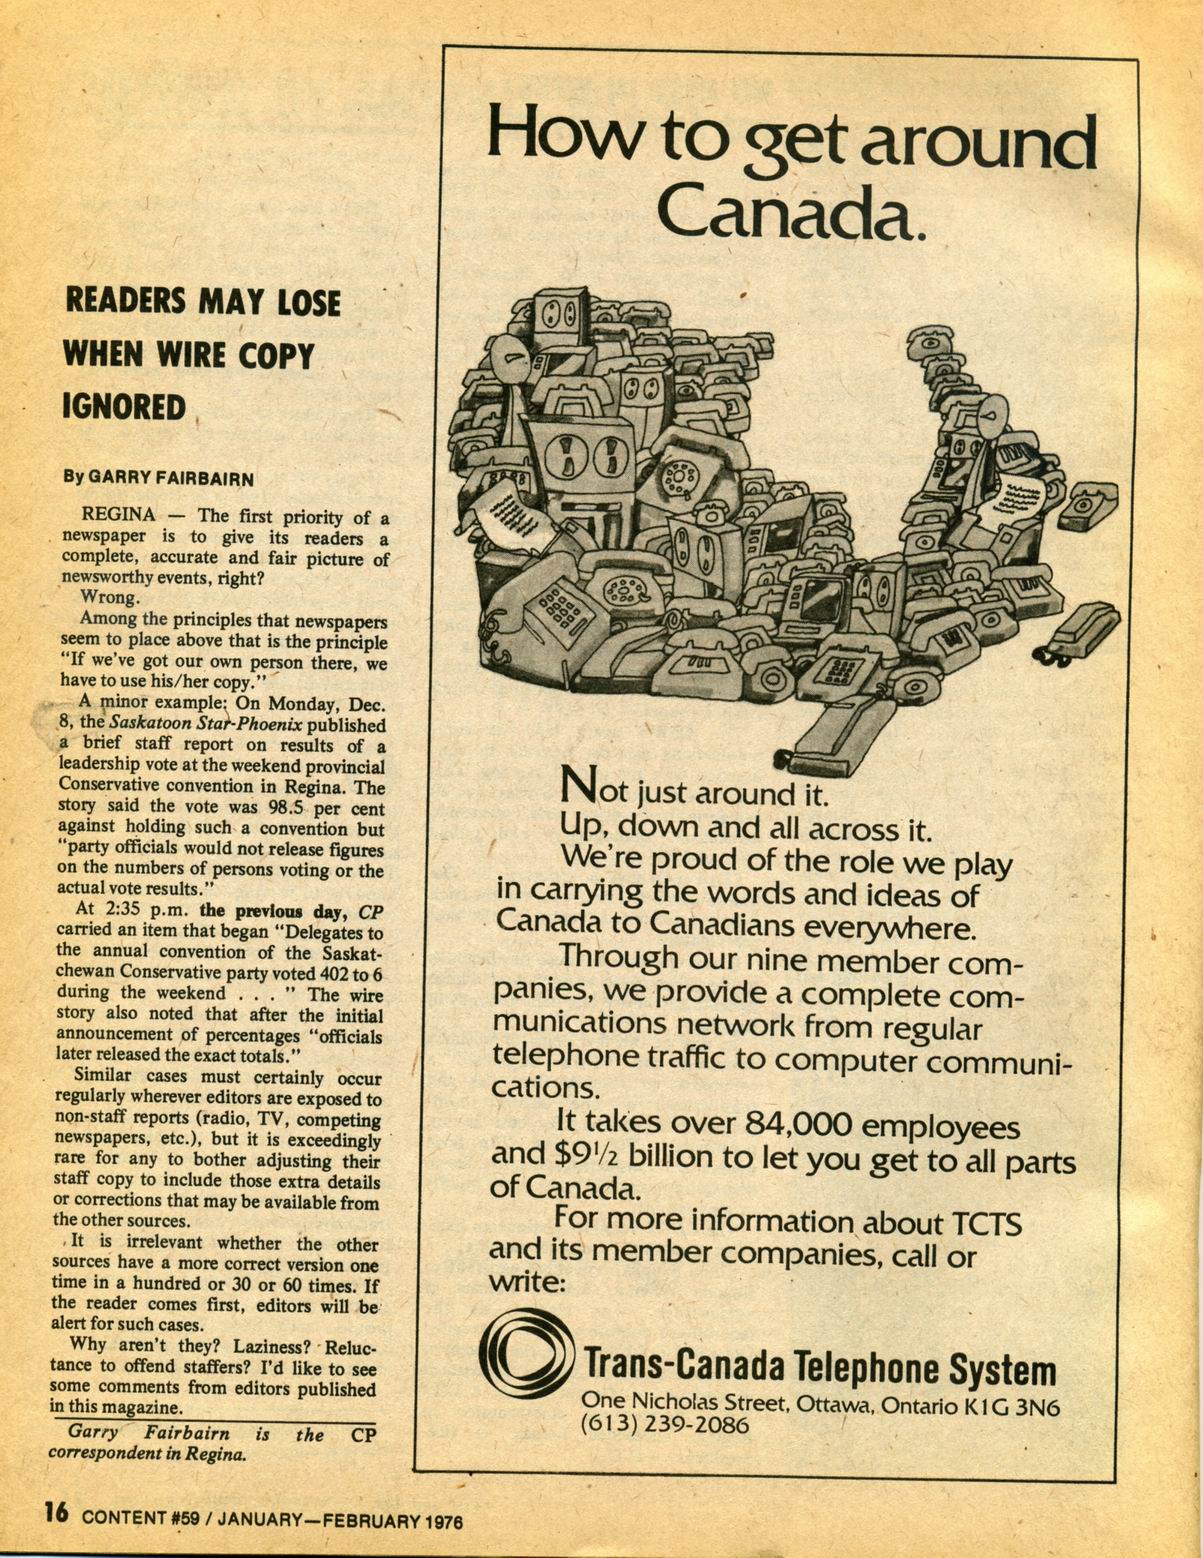 READERS MAY LOSE
WHEN WIRE COPY
IGNORED
By GARRY FAIRBAIRN
REGINA — The first priority of a
newspaper is to give its readers a
complete, accurate and fair picture of
newsworthy events, right?
Wrong.
Among the principles that newspapers
seem to place above that is the principle
“If we've got our own person there, we
have to use his/her copy.”
A minor example: On Monday, Dec.
8, the Saskatoon Star-Phoenix published
a brief staff report on results of a
leadership vote at the weekend provincial
Conservative convention in Regina. The
story said the vote was 98.5 per cent
against holding such a convention but
“party officials would not release figures
on the numbers of persons voting or the
actual vote results.”
At 2:35 p.m. the previous day, CP
carried an item that began “Delegates to
the annual convention of the Saskat-
chewan Conservative party voted 402 to 6
during the weekend . . . ” The wire
story also noted that after the initial
announcement of percentages “officials
later released the exact totals.”
Similar cases must certainly occur
regularly wherever editors are exposed to
non-staff reports (radio, TV, competing
newspapers, etc.), but it is exceedingly
rare for any to bother adjusting their
staff copy to include those extra details
or corrections that may be available from
the other sources.
It is irrelevant whether the other
sources have a more correct version one
time in a hundred or 30 or 60 times. If
the reader comes first, editors will be
alert for such cases.
Why aren't they? Laziness? Reluc-
tance to offend staffers? I'd like to see
some comments from editors published
in this magazine.
Garry Fairbairn is the CP
correspondent in Regina.
How to get around
Canada.
Not just around it.
Up, down and all across it.
We're proud of the role we play
in carrying the words and ideas of
Canada to Canadians everywhere.
Through our nine member com-
panies, we provide a complete com-
munications network from regular
telephone traffic to computer communi-
cations.
It takes over 84,000 employees
and $9½ billion to let you get to all parts
of Canada.
For more information about TCTS
and its member companies, call or
write:
Trans-Canada Telephone System
One Nicholas Street, Ottawa, Ontario K1G 3N6
(613) 239-2086
16 CONTENT #59 / JANUARY—FEBRUARY 1976